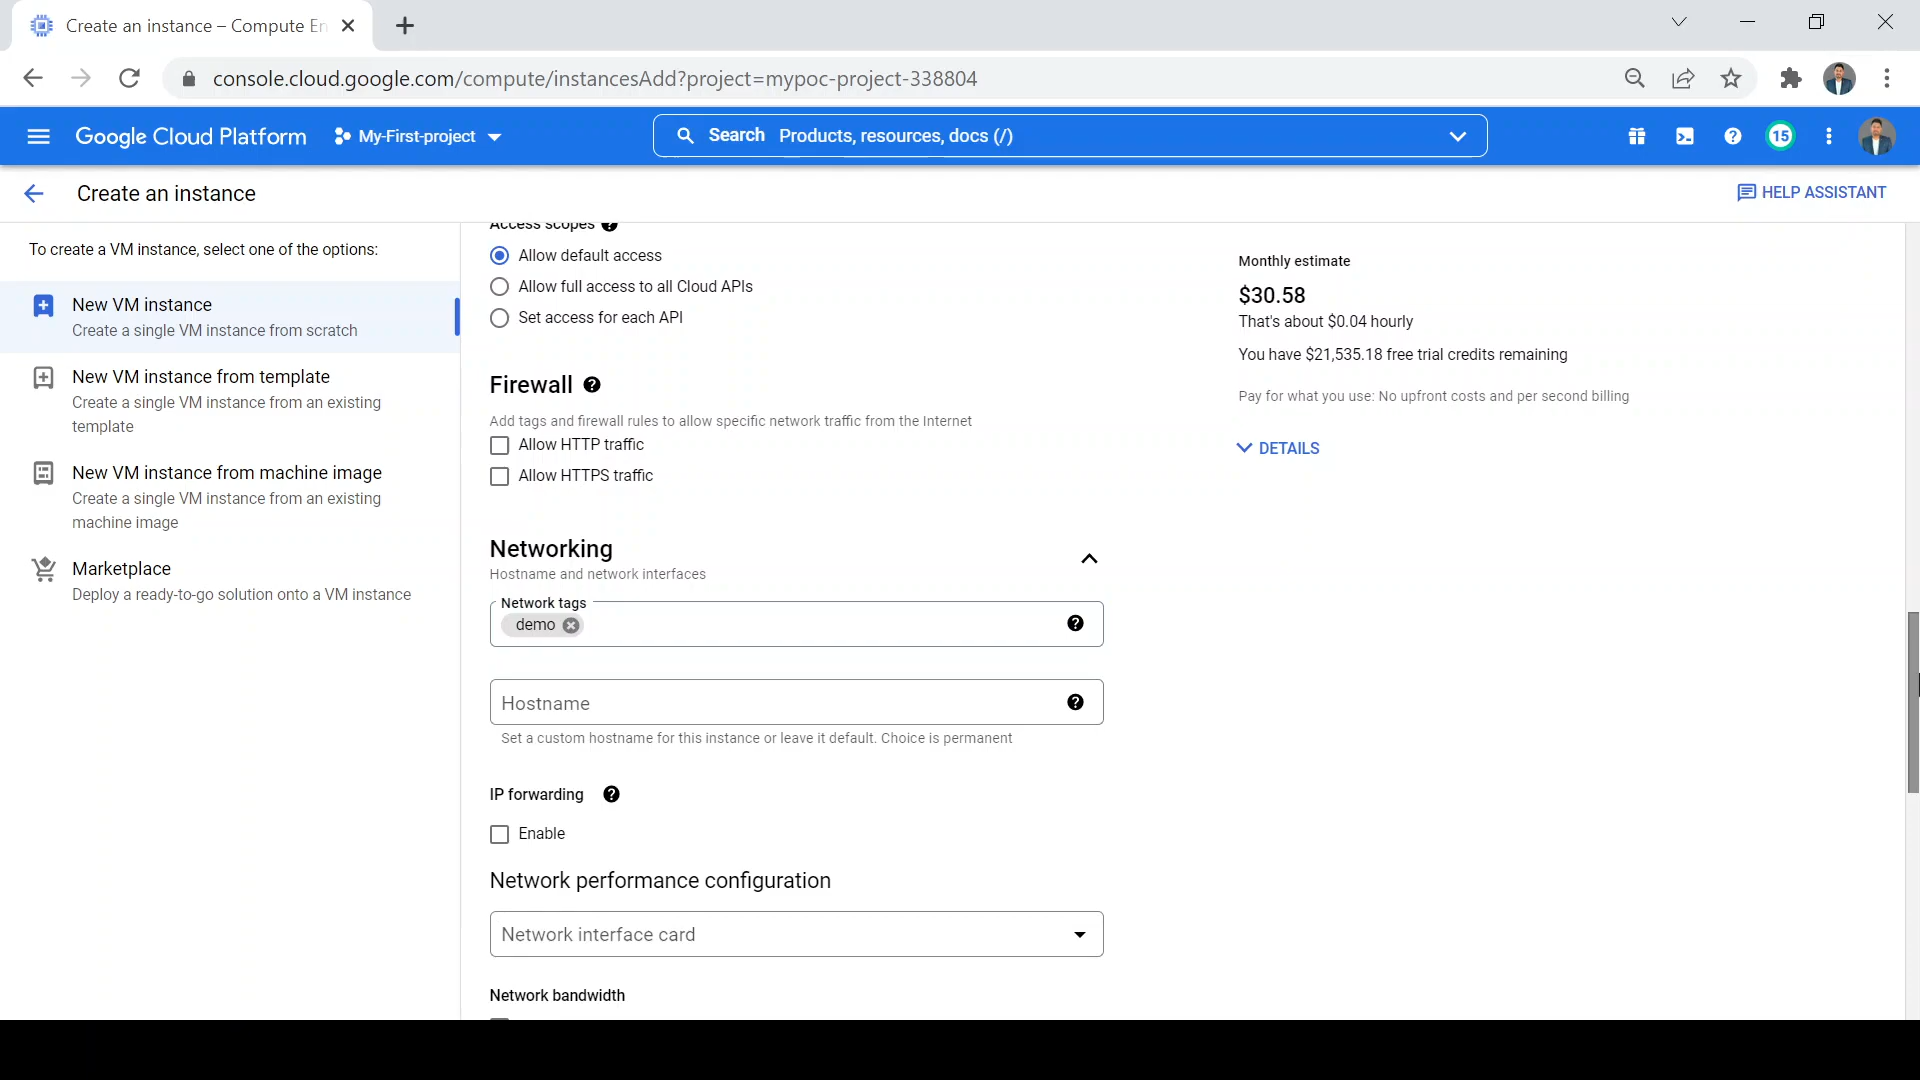 Create an instance – Compute En
console.cloud.google.com/compute/instancesAdd?project=mypoc-project-338804
Google Cloud Platform
My-First-project
Search Products, resources, docs (/)
15
Create an instance
HELP ASSISTANT
To create a VM instance, select one of the options:
New VM instance
Create a single VM instance from scratch
New VM instance from template
Create a single VM instance from an existing
template
New VM instance from machine image
Create a single VM instance from an existing
machine image
Marketplace
Deploy a ready-to-go solution onto a VM instance
Access scopes
Allow default access
Allow full access to all Cloud APIs
Set access for each API
Firewall
Add tags and firewall rules to allow specific network traffic from the Internet
Allow HTTP traffic
Allow HTTPS traffic
Networking
Hostname and network interfaces
Network tags
demo
Hostname
Set a custom hostname for this instance or leave it default. Choice is permanent
IP forwarding
Enable
Network performance configuration
Network interface card
Network bandwidth
Monthly estimate
$30.58
That's about $0.04 hourly
You have $21,535.18 free trial credits remaining
Pay for what you use: No upfront costs and per second billing
DETAILS